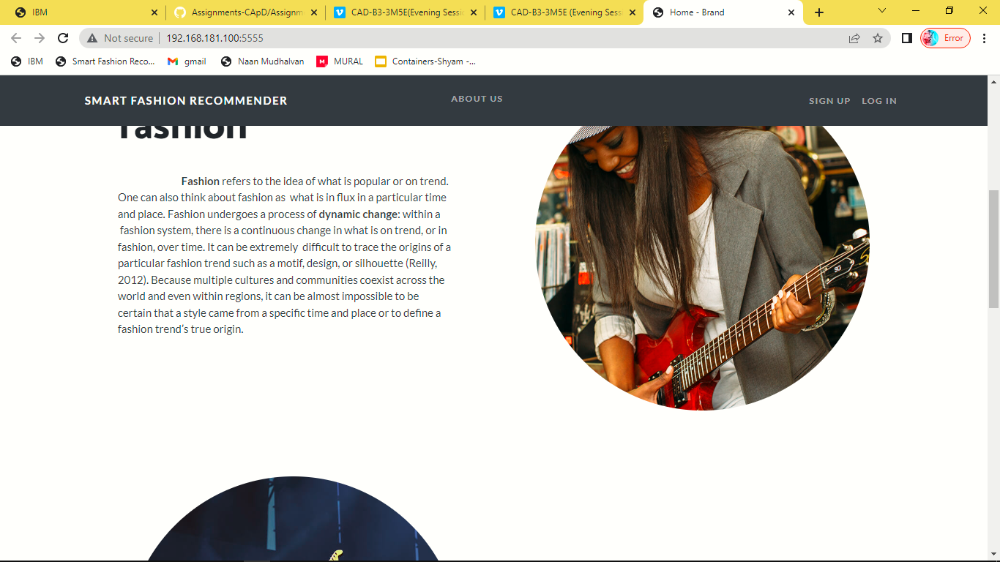 IBM
Assignments-CApD/Assignm
CAD-B3-3M5E(Evening Sessi
CAD-B3-3M5E (Evening Sess
Home - Brand
Not secure
192.168.181.100:5555
Error
IBM
Smart Fashion Reco...
gmail
Naan Mudhalvan
MURAL
Containers-Shyam -...
SMART FASHION RECOMMENDER
ABOUT US
SIGN UP
LOG IN
fashion
Fashion refers to the idea of what is popular or on trend.
One can also think about fashion as what is in flux in a particular time
and place. Fashion undergoes a process of dynamic change: within a
fashion system, there is a continuous change in what is on trend, or in
fashion, over time. It can be extremely difficult to trace the origins of a
particular fashion trend such as a motif, design, or silhouette (Reilly,
2012). Because multiple cultures and communities coexist across the
world and even within regions, it can be almost impossible to be
certain that a style came from a specific time and place or to define a
fashion trend's true origin.
SG